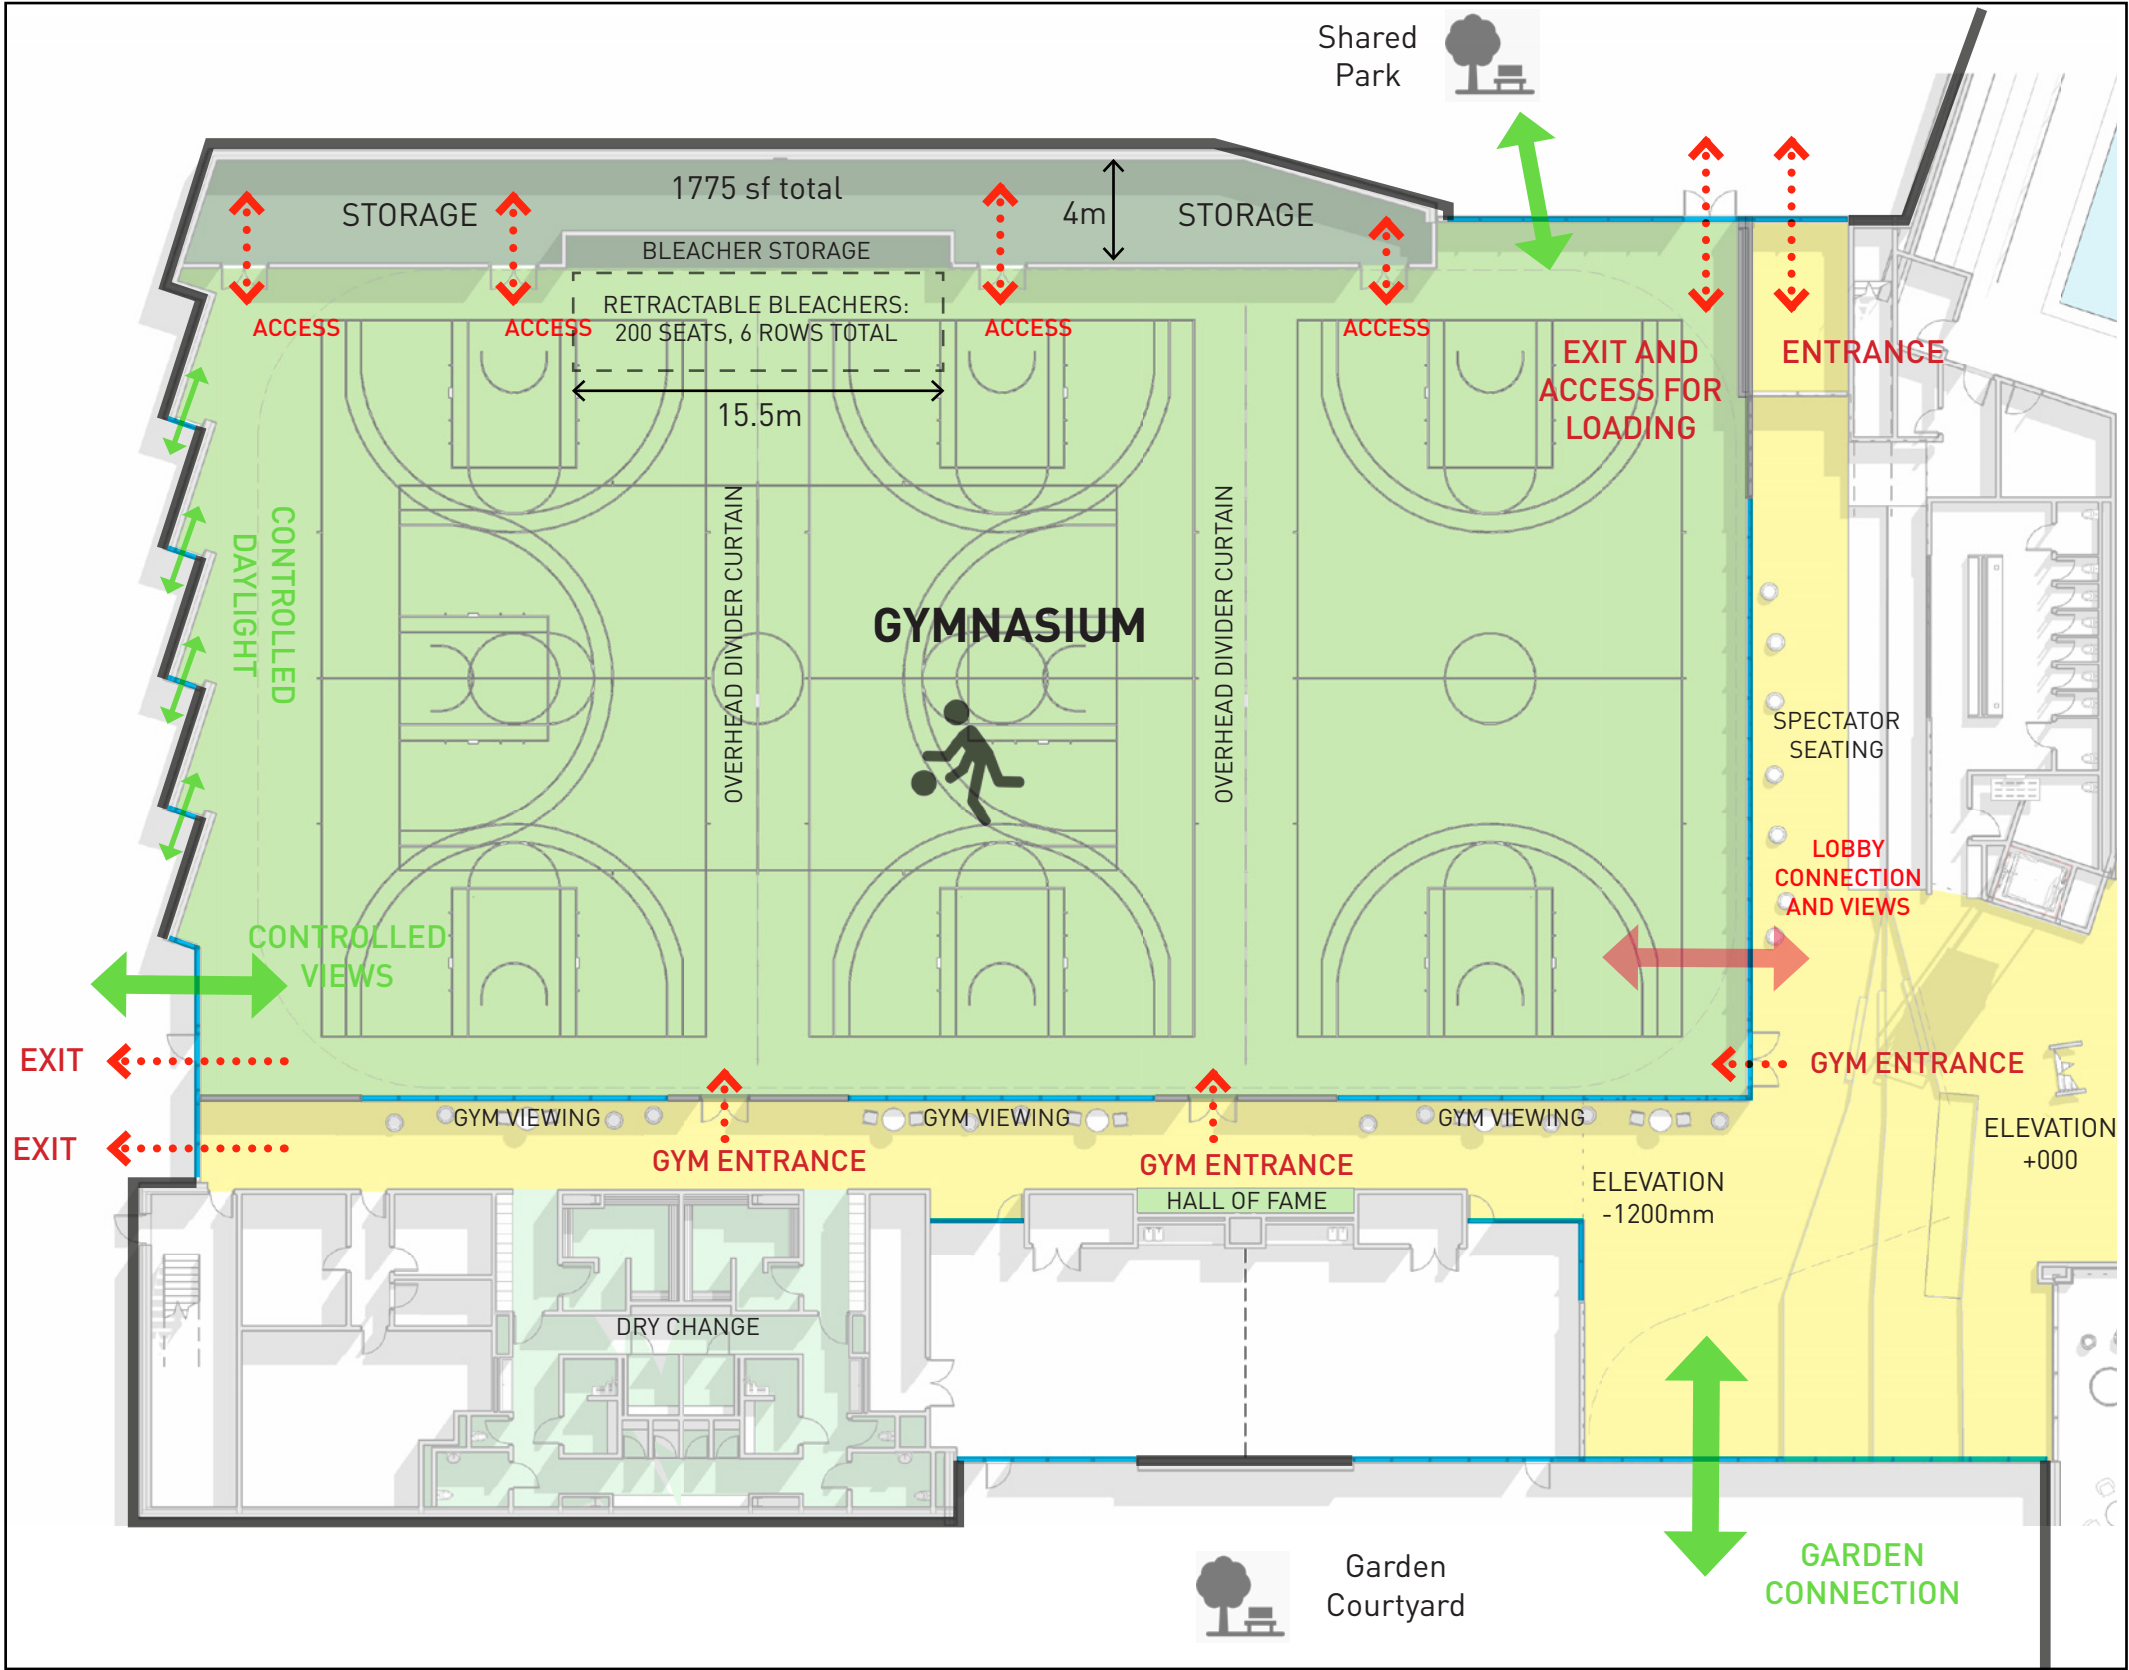 Shared
Park
1775 sf total
STORAGE
4m
STORAGE
BLEACHER STORAGE
RETRACTABLE BLEACHERS:
200 SEATS, 6 ROWS TOTAL
ACCESS
ACCESS
ACCESS
ACCESS
15.5m
EXIT AND
ACCESS FOR
LOADING
ENTRANCE
CONTROLLED
DAYLIGHT
OVERHEAD DIVIDER CURTAIN
OVERHEAD DIVIDER CURTAIN
GYMNASIUM
SPECTATOR
SEATING
LOBBY
CONNECTION
AND VIEWS
CONTROLLED
VIEWS
EXIT
GYM ENTRANCE
GYM VIEWING
GYM VIEWING
GYM VIEWING
EXIT
GYM ENTRANCE
GYM ENTRANCE
ELEVATION
+000
ELEVATION
-1200mm
HALL OF FAME
DRY CHANGE
Garden
Courtyard
GARDEN
CONNECTION